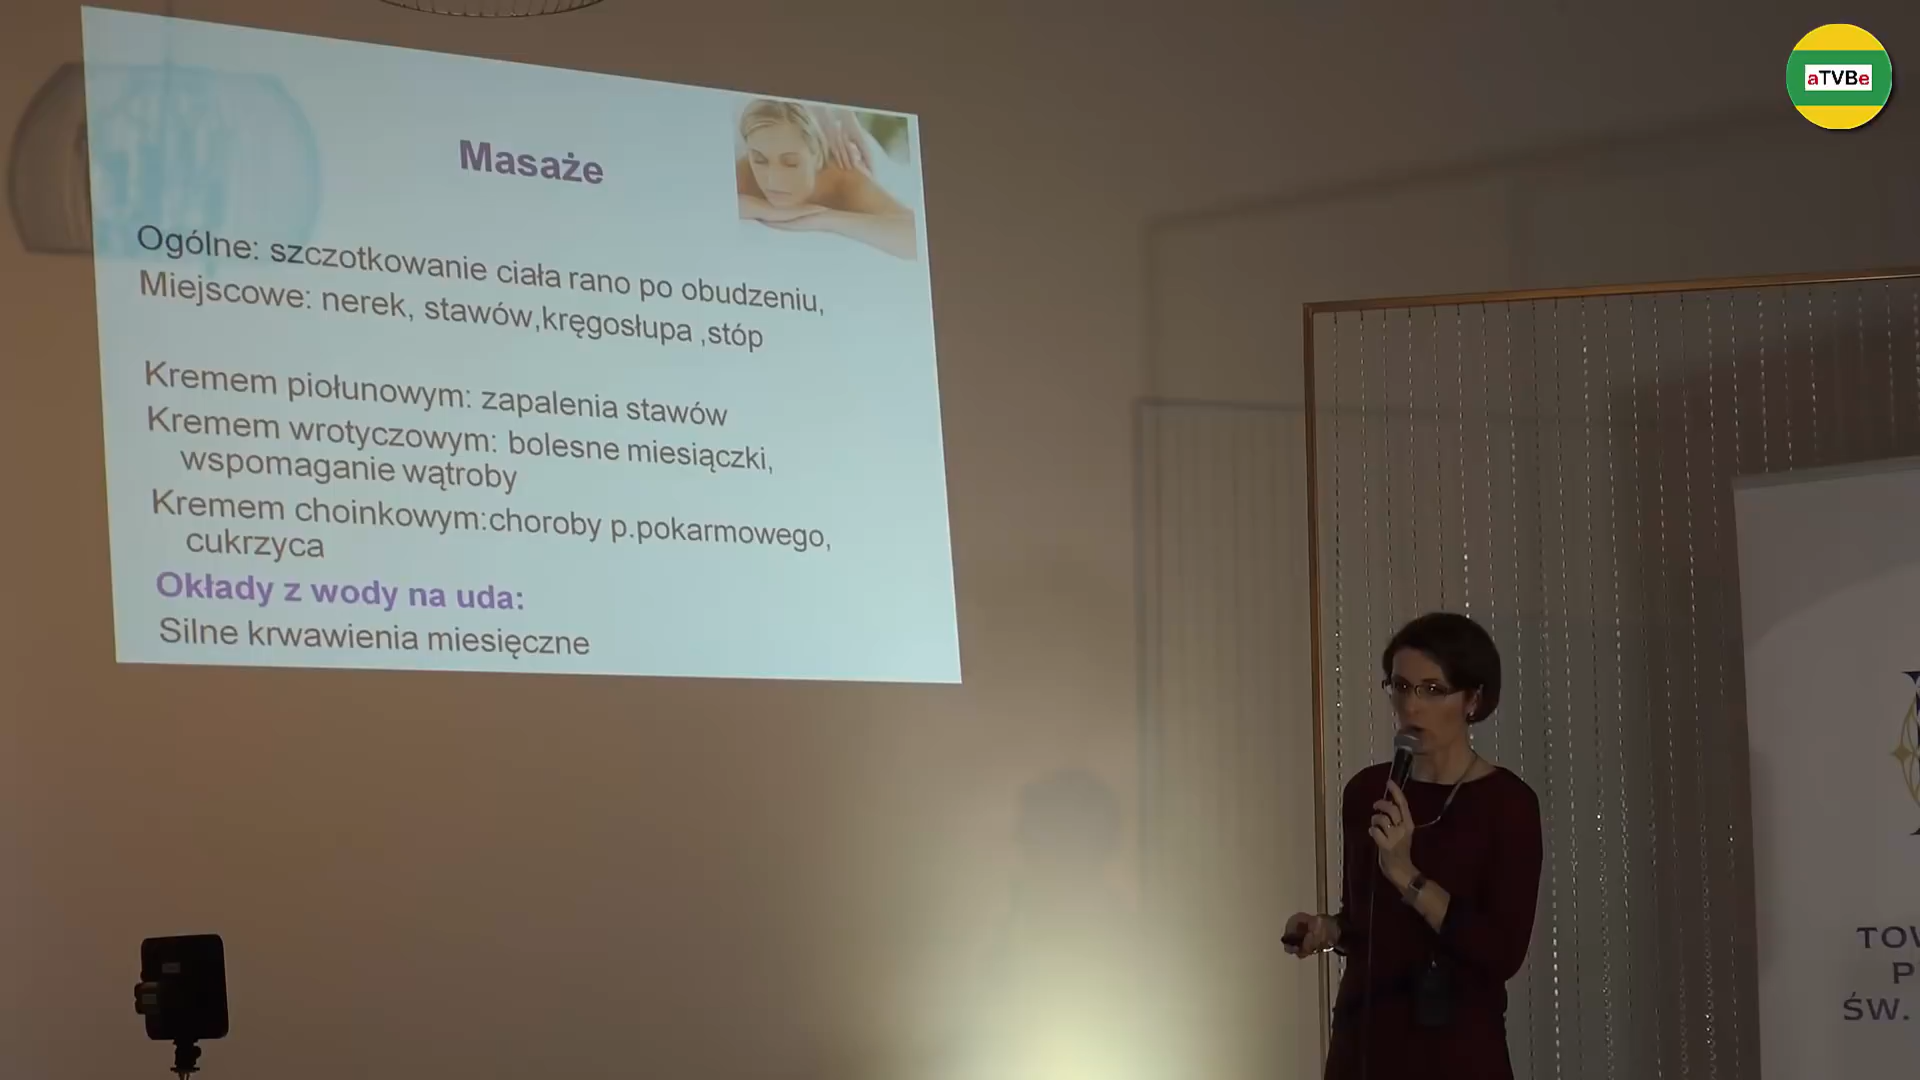 aTVBe
Masaże
Ogólne: szczotkowanie ciała rano po obudzeniu,
Miejscowe: nerek, stawów,kręgosłupa ,stóp
Kremem piołunowym: zapalenia stawów
Kremem wrotyczowym: bolesne miesiączki,
wspomaganie wątroby
Kremem choinkowym:choroby p.pokarmowego,
cukrzyca
Okłady z wody na uda:
Silne krwawienia miesięczne
ŚW.